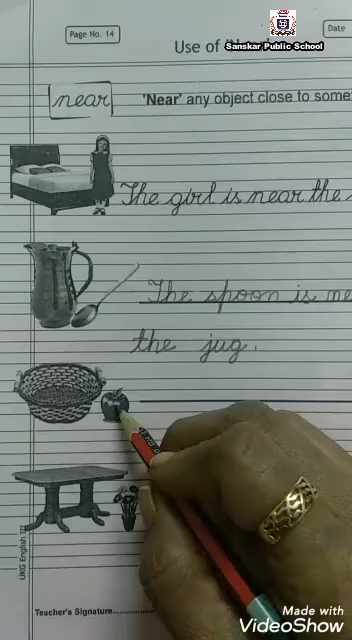 Page No. 14
Date
Use of
Sanskar Public School
near
'Near' any object close to some
The girl is near the
The spoon is ne
the jug.
UKG English
Teacher's Signature
Made with
VideoShow